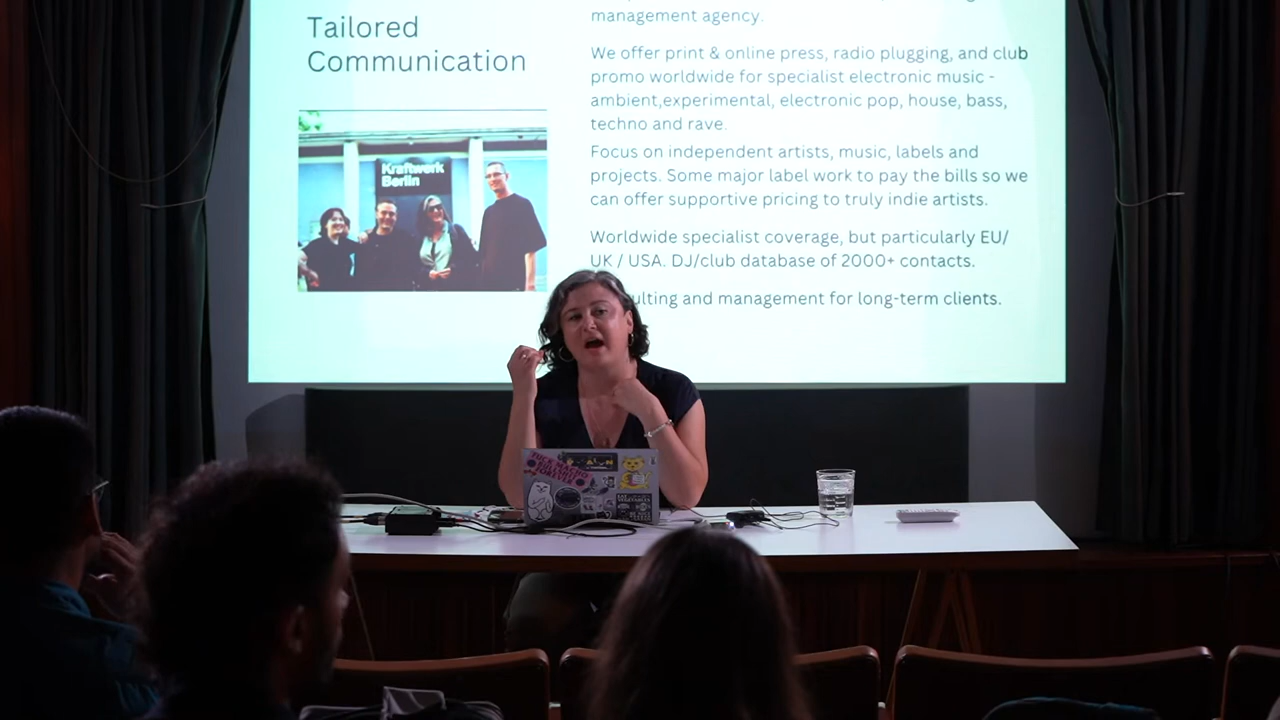 Tailored
Communication
management agency.
We offer print & online press, radio plugging, and club
promo worldwide for specialist electronic music -
ambient,experimental, electronic pop, house, bass,
techno and rave.
Focus on independent artists, music, labels and
projects. Some major label work to pay the bills so we
can offer supportive pricing to truly indie artists.
Worldwide specialist coverage, but particularly EU/
UK / USA. DJ/club database of 2000+ contacts.
ulting and management for long-term clients.
Kraftwerk
Berlin